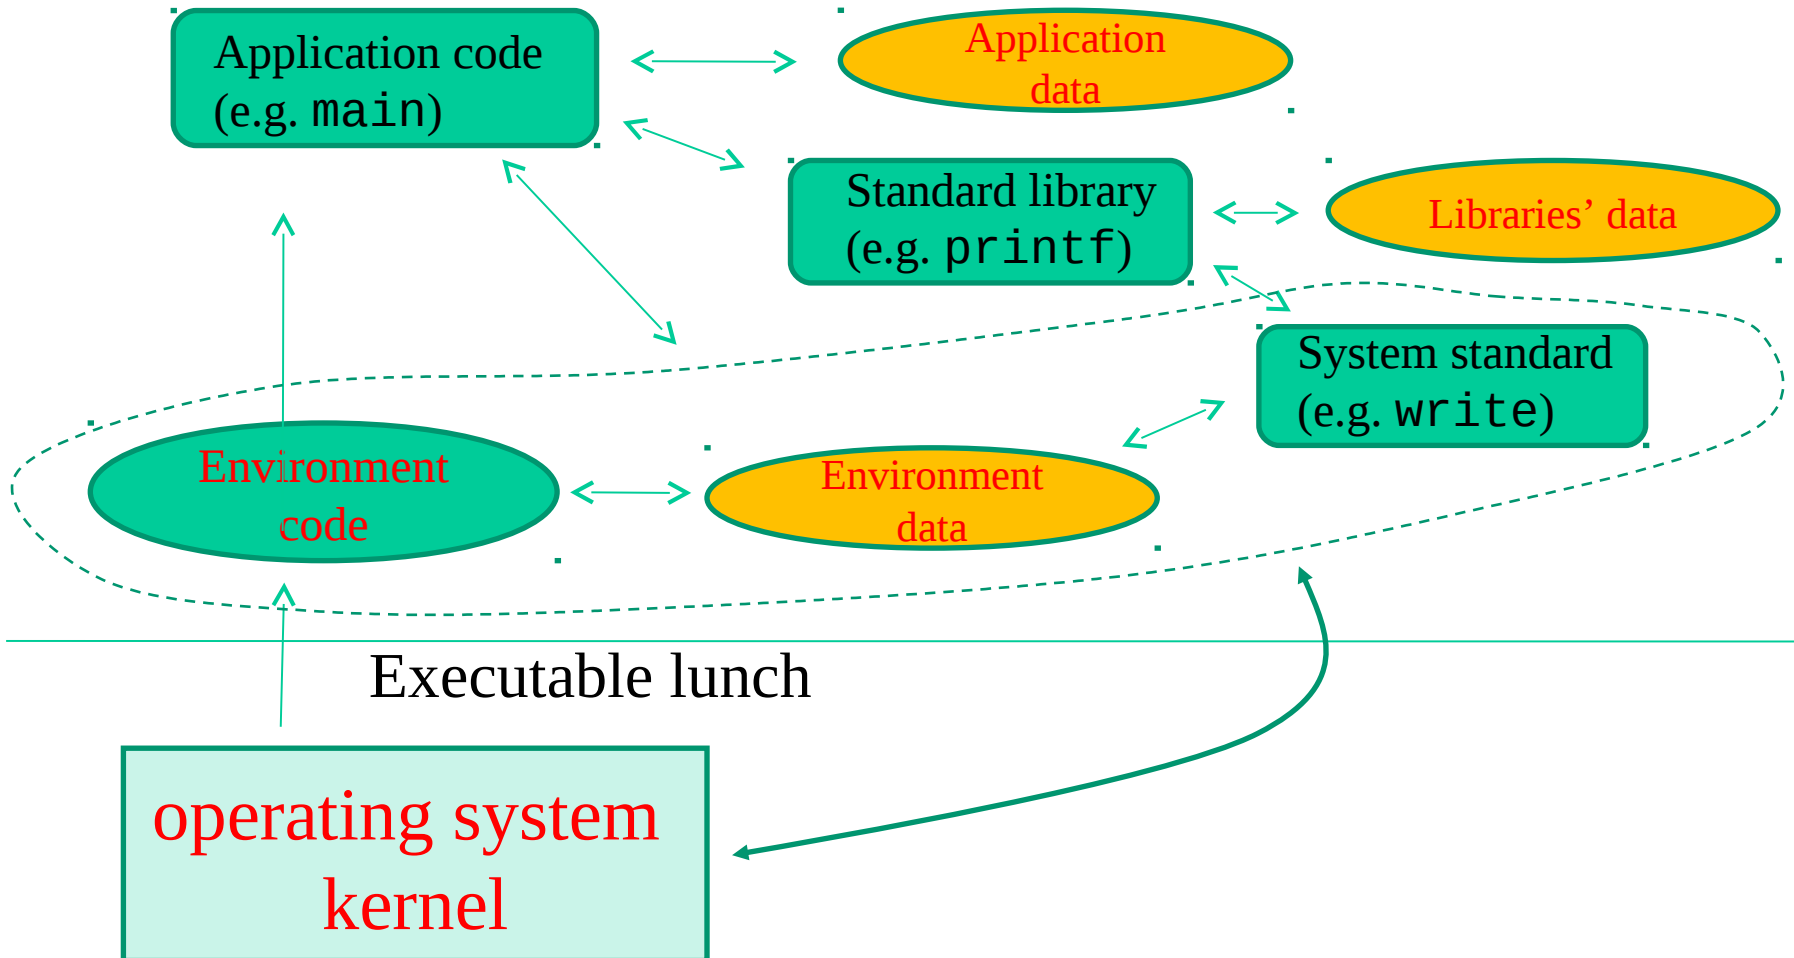 Application code
(e.g. main)
Application
data
Standard library
(e.g. printf)
Libraries’ data
System standard
(e.g. write)
Environment
code
Environment
data
Executable lunch
operating system
kernel